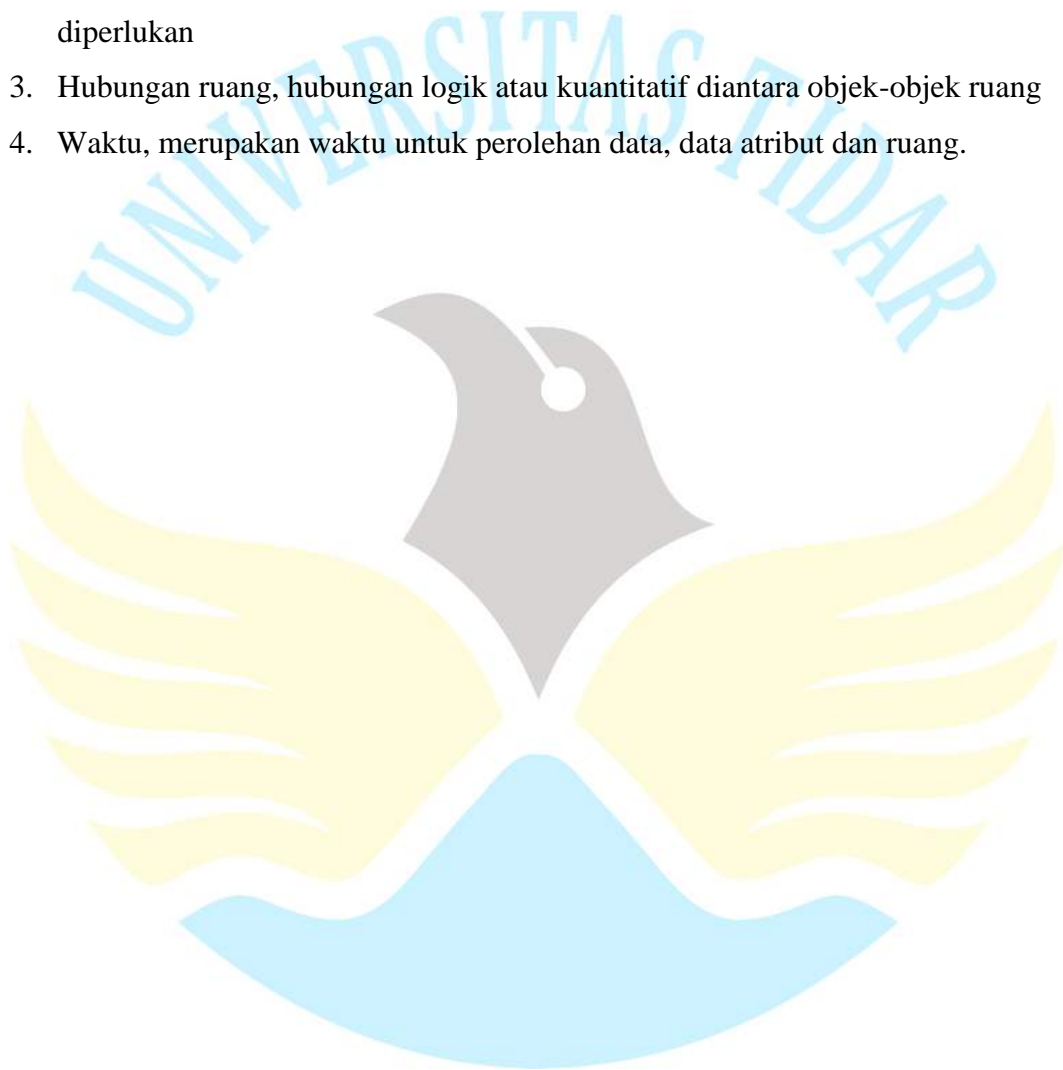 diperlukan
3. Hubungan ruang, hubungan logik atau kuantitatif diantara objek-objek ruang
4. Waktu, merupakan waktu untuk perolehan data, data atribut dan ruang.
UNIVERSITAS TIDAR